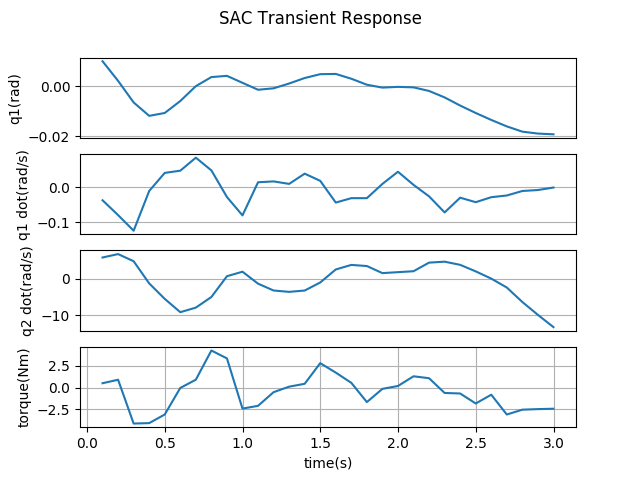 SAC Transient Response
q1(rad)
0.00
−0.02
q1 dot(rad/s)
0.0
−0.1
q2 dot(rad/s)
0
−10
torque(Nm)
2.5
0.0
−2.5
0.0 0.5 1.0 1.5 2.0 2.5 3.0
time(s)